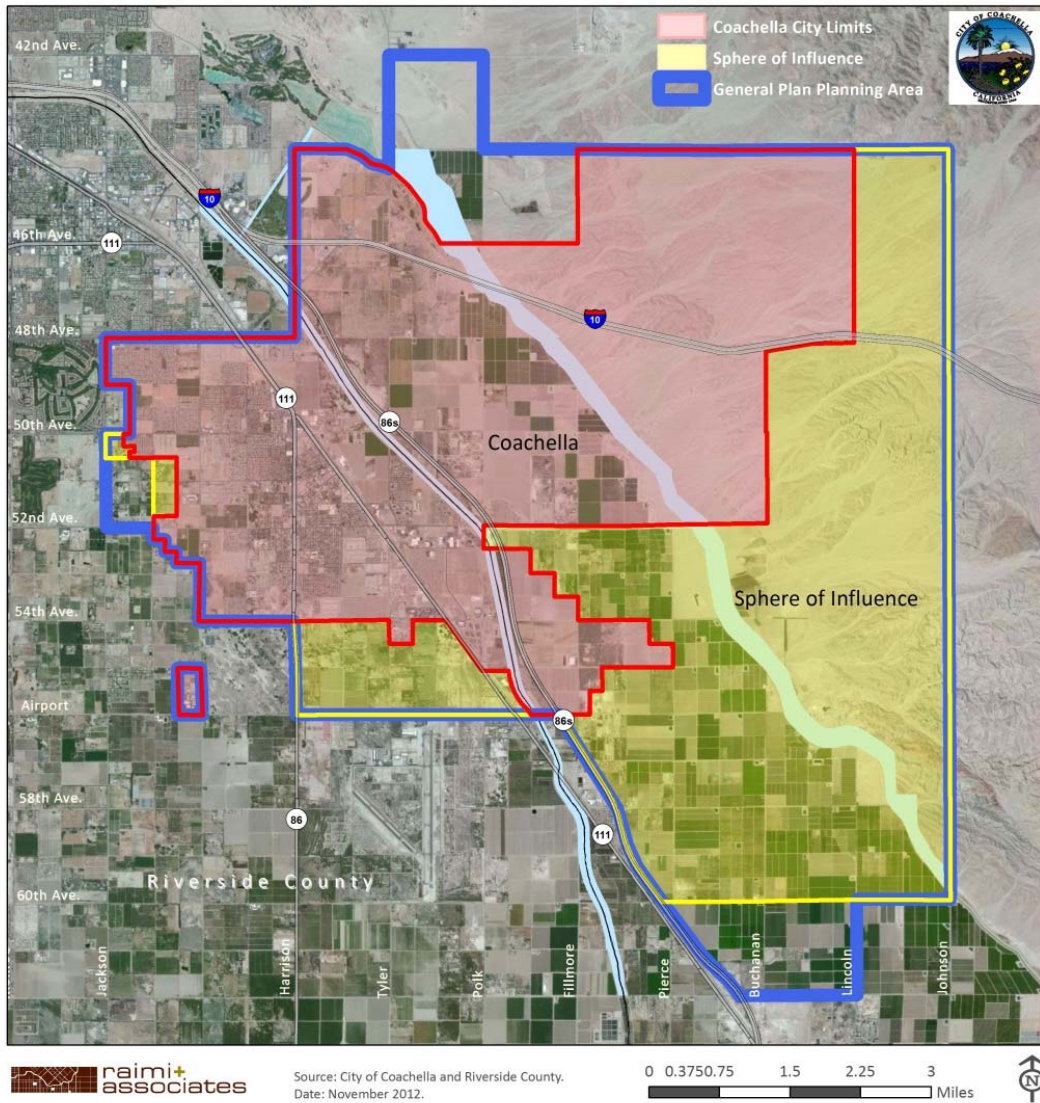 42nd Ave.
Coachella City Limits
Sphere of Influence
General Plan Planning Area
CITY OF COACHELLA
CALIFORNIA
10
46th Ave.
111
10
48th Ave.
111
86s
50th Ave.
Coachella
52nd Ave.
Sphere of Influence
54th Ave.
Airport
86s
58th Ave.
86
111
Riverside County
60th Ave.
Jackson
Harrison
Tyler
Polk
Fillmore
Pierce
Buchanan
Lincoln
Johnson
raimi+
associates
Source: City of Coachella and Riverside County.
Date: November 2012.
0 0.3750.75 1.5 2.25 3
Miles
N